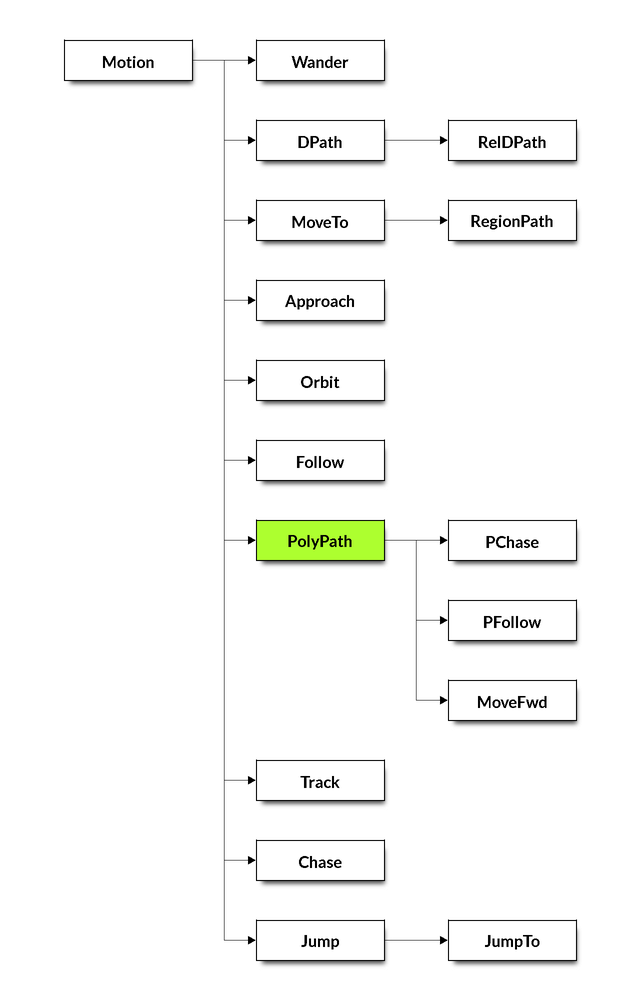 Motion
Wander
DPath
RelDPath
MoveTo
RegionPath
Approach
Orbit
Follow
PolyPath
PChase
PFollow
MoveFwd
Track
Chase
Jump
JumpTo